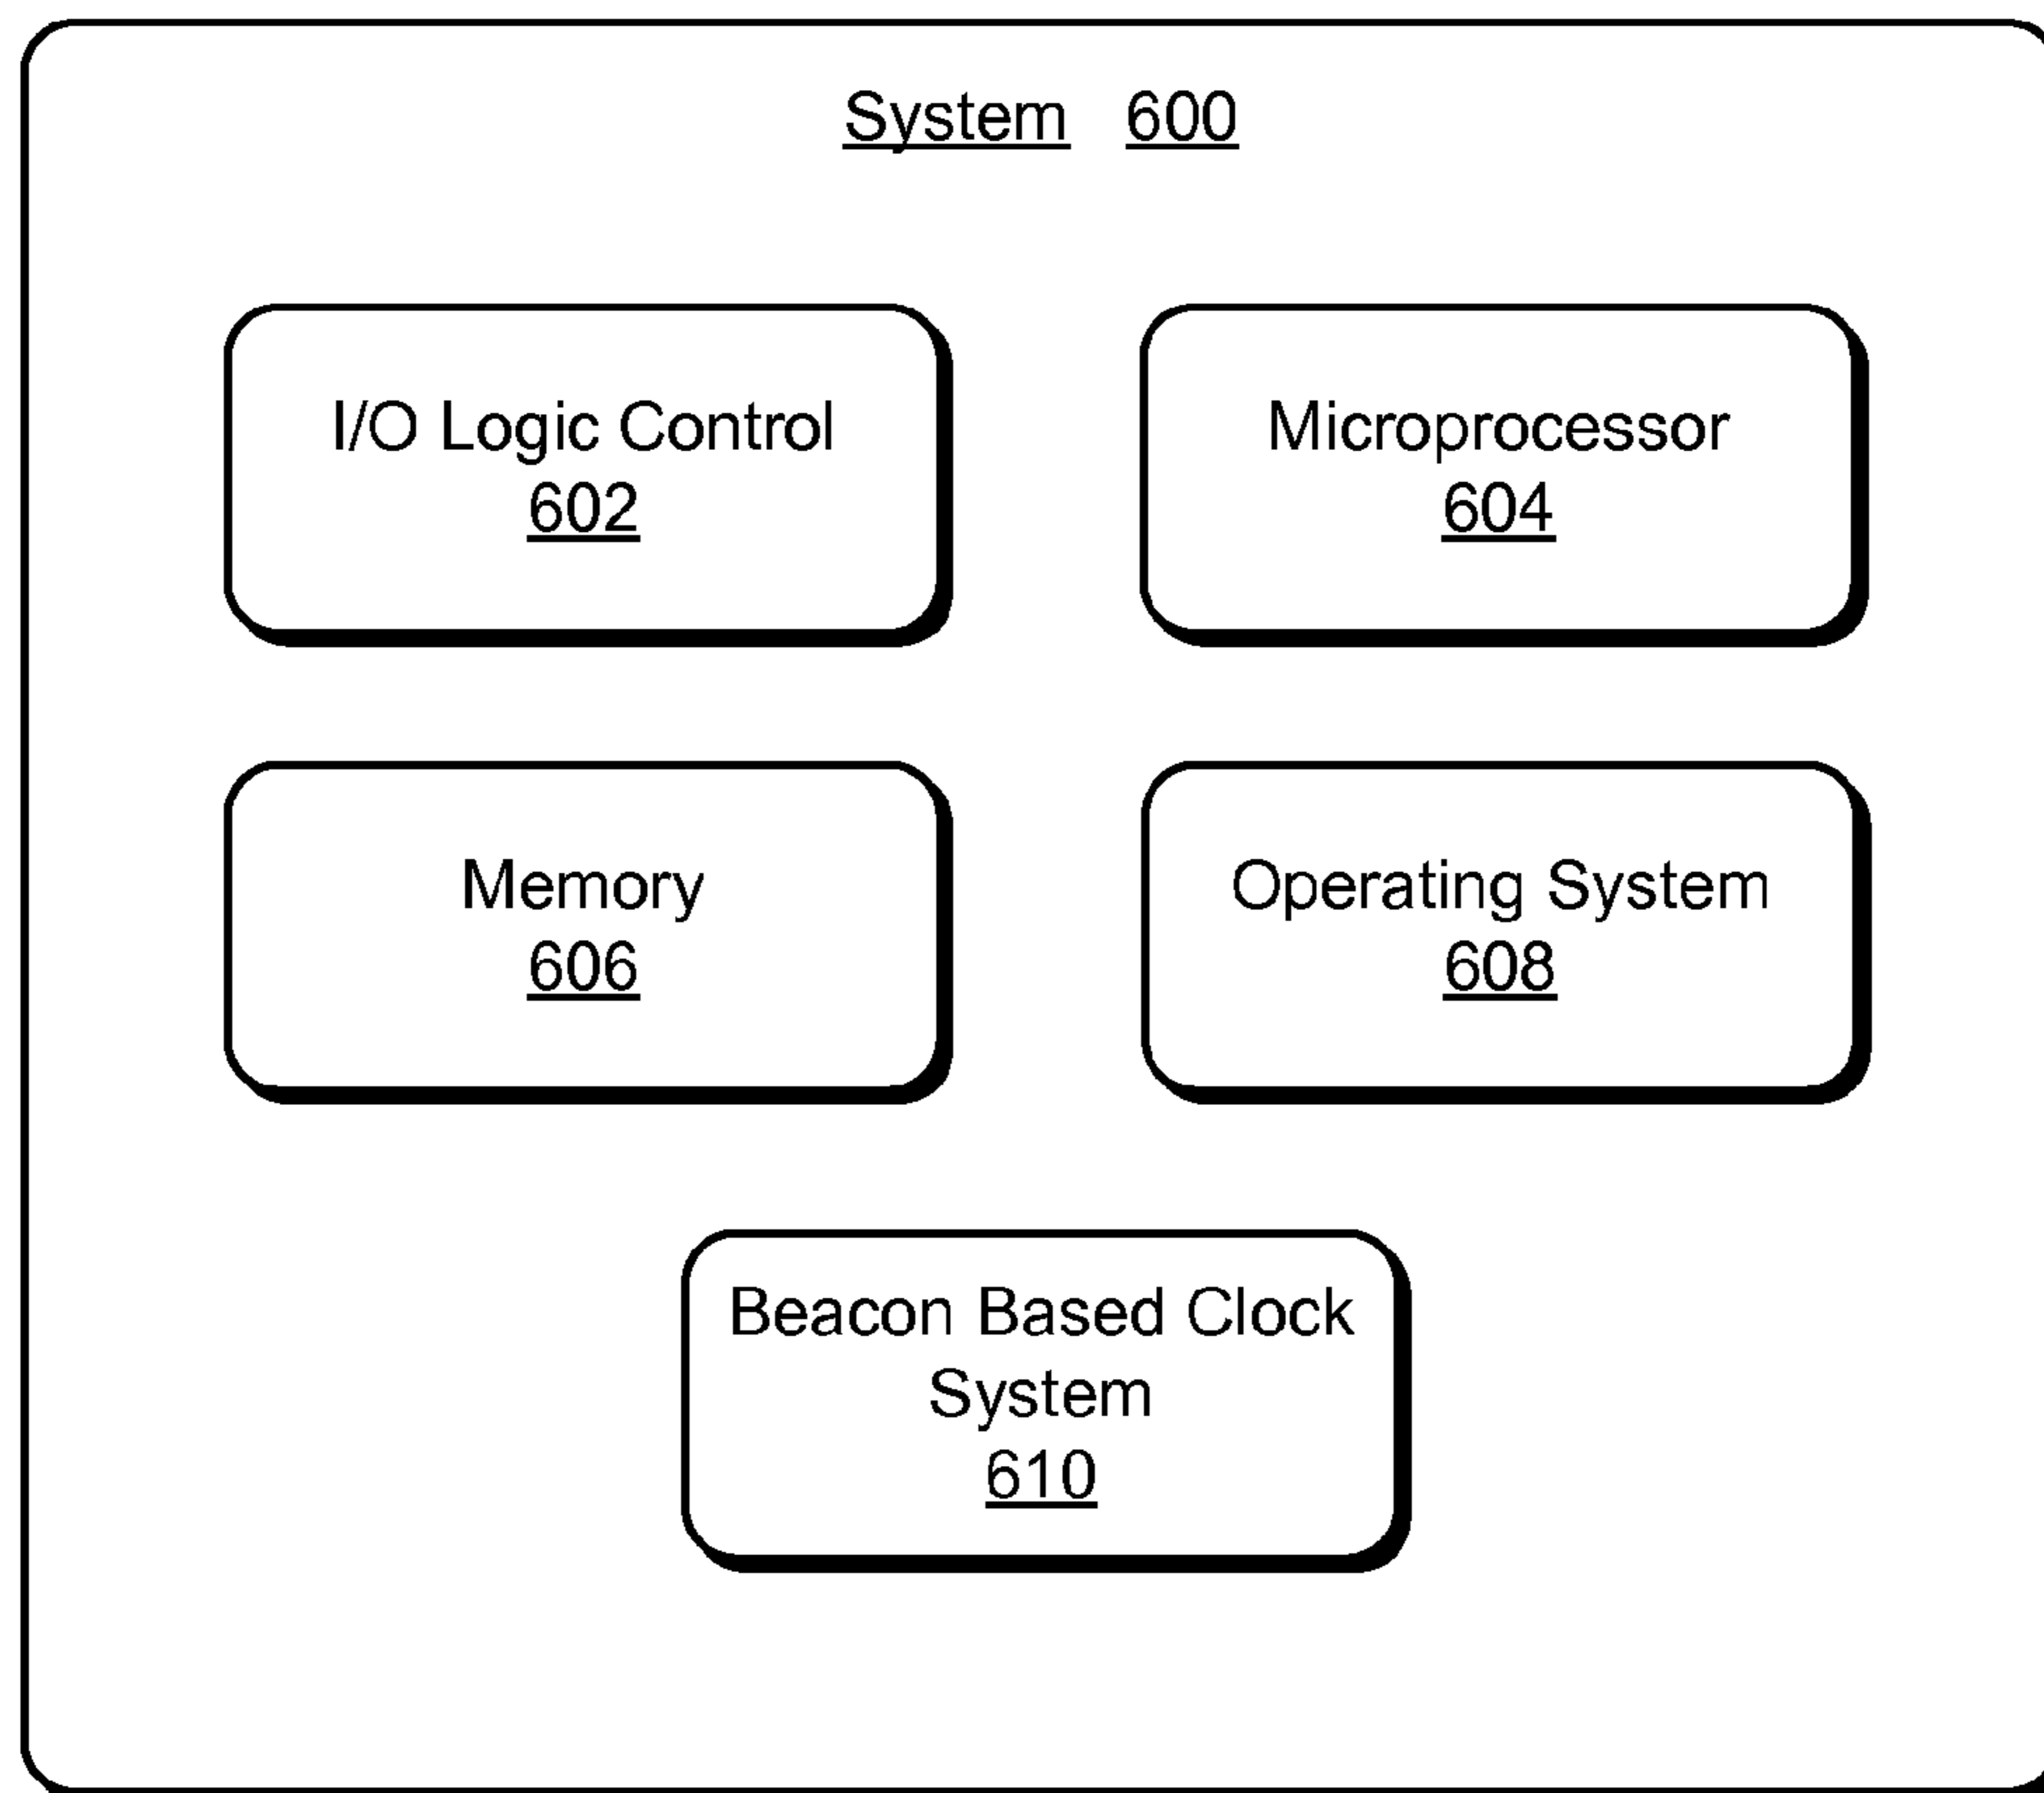 System 600
I/O Logic Control
602
Microprocessor
604
Memory
606
Operating System
608
Beacon Based Clock
System
610